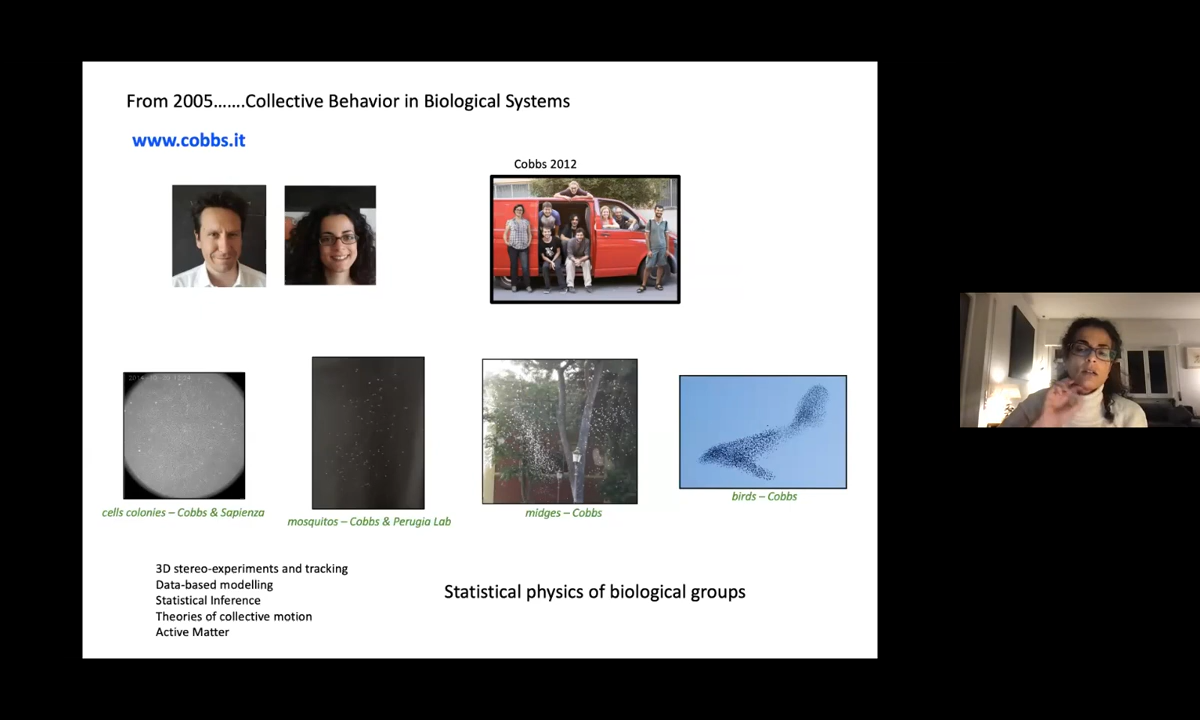 From 2005.......Collective Behavior in Biological Systems
www.cobbs.it
Cobbs 2012
cells colonies – Cobbs & Sapienza
mosquitos – Cobbs & Perugia Lab
midges – Cobbs
birds – Cobbs
3D stereo-experiments and tracking
Data-based modelling
Statistical Inference
Theories of collective motion
Active Matter
Statistical physics of biological groups